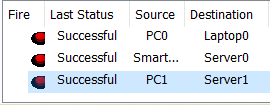 Fire Last Status Source Destination
Successful PC0 Laptop0
Successful Smart... Server0
Successful PC1 Server1